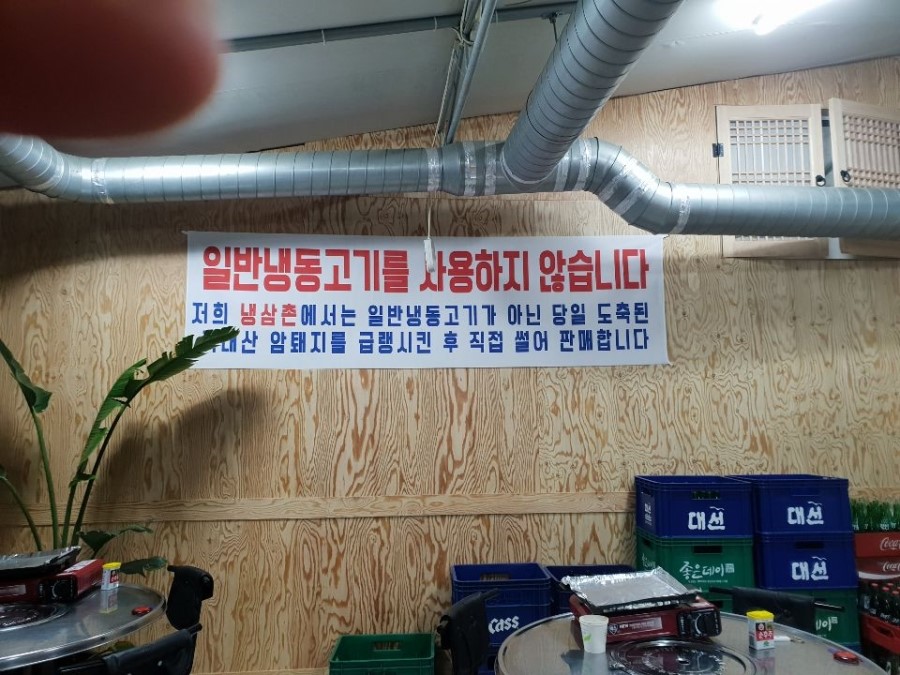 일반냉동고기를 사용하지 않습니다
저희 냉삼촌에서는 일반냉동고기가 아닌 당일 도축된
암퇘지를 급랭시킨 후 직접 썰어 판매합니다
대선
대선
좋은데이
대선
Cass